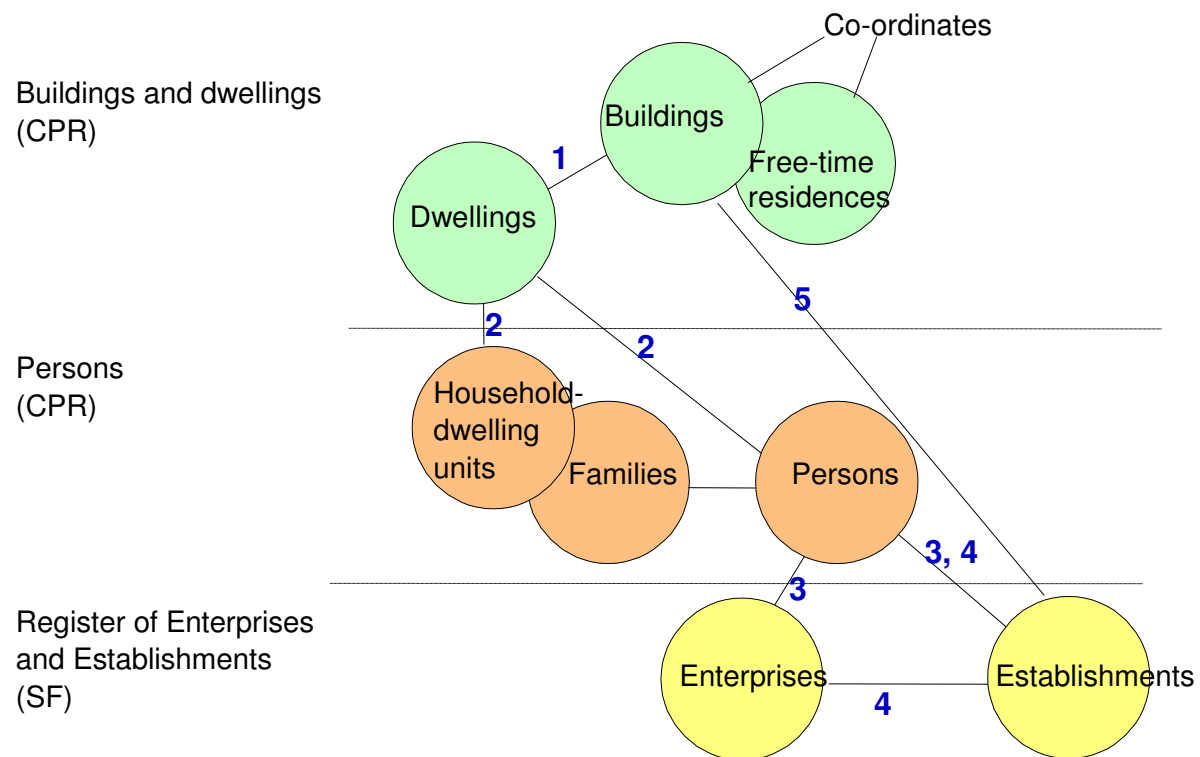 Co-ordinates
Buildings and dwellings
(CPR)
Buildings
Free-time
residences
1
Dwellings
5
2
2
Persons
(CPR)
Household-
dwelling
units
Families
Persons
3, 4
3
Register of Enterprises
and Establishments
(SF)
Enterprises
Establishments
4